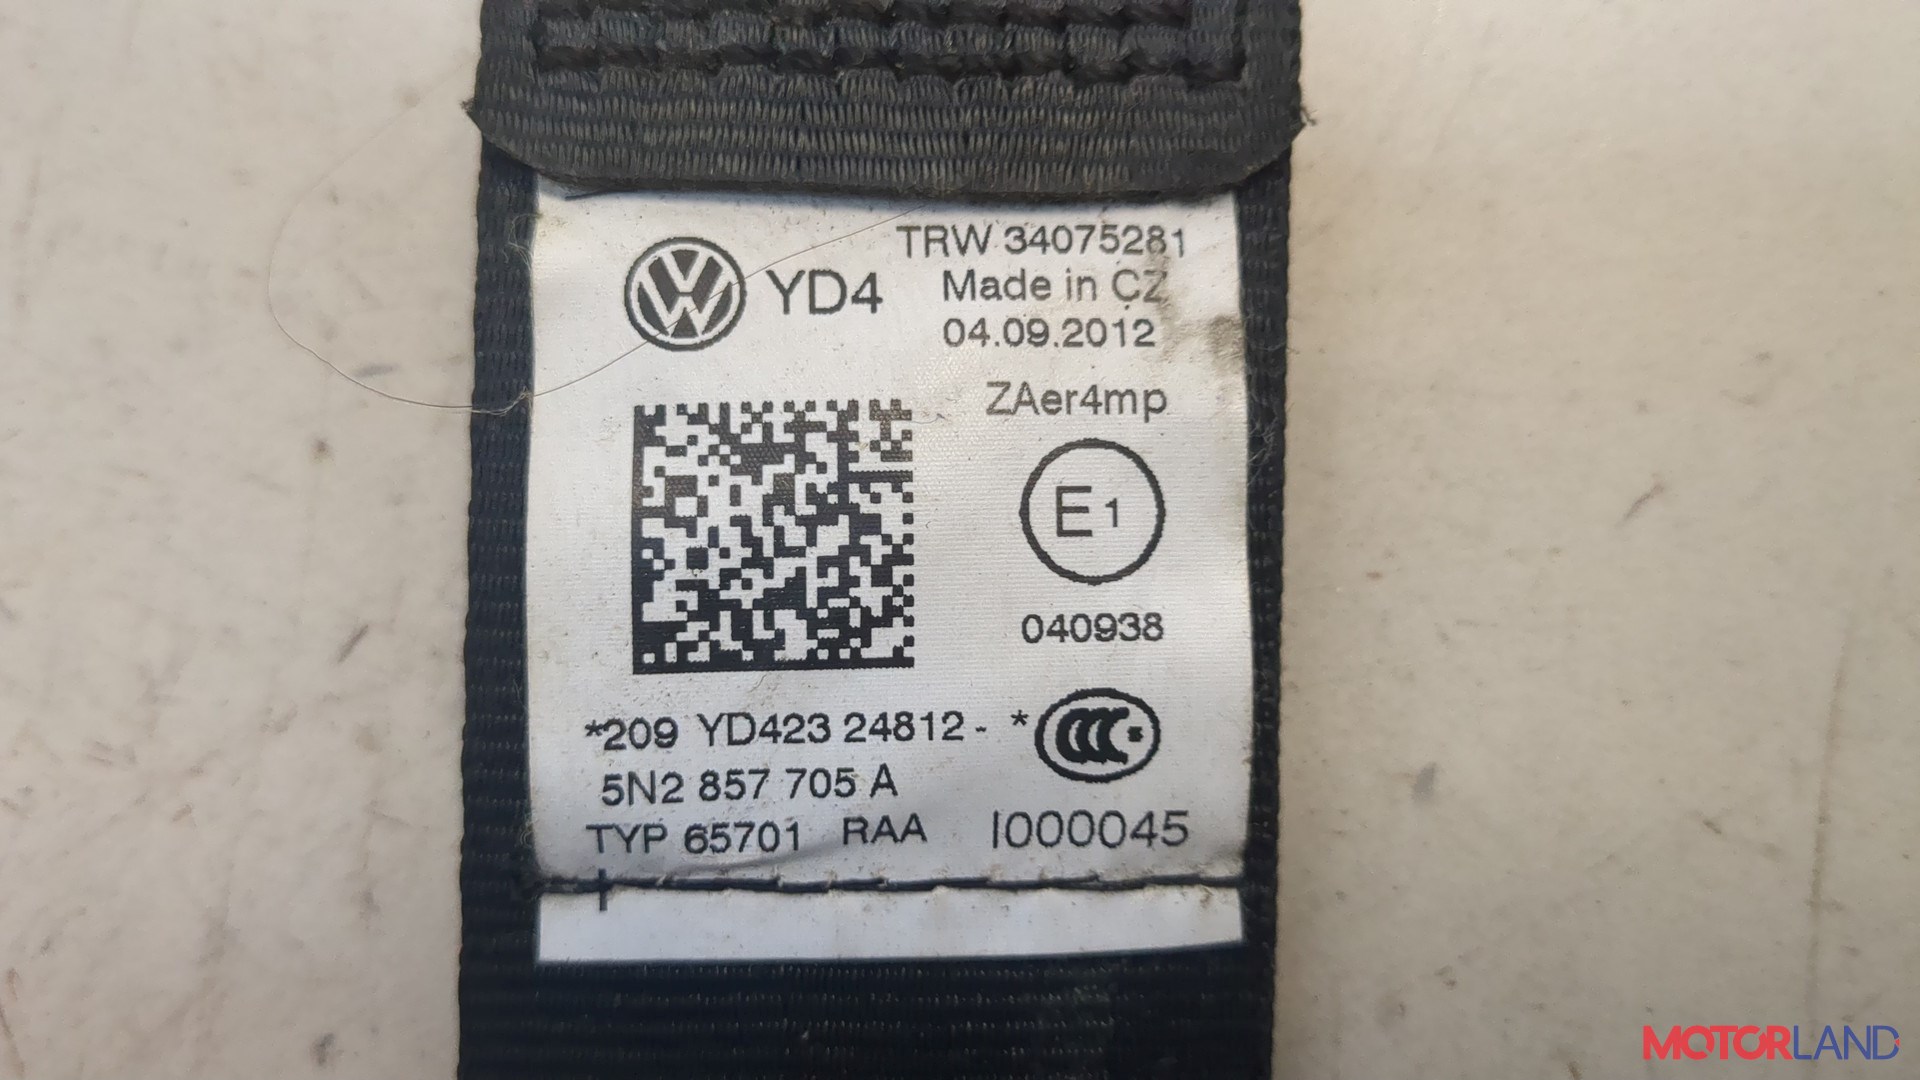 TRW 34075281
YD4
Made in CZ
04.09.2012
ZAer4mp
E1
040938
*209 YD423 24812- *
CCC
5N2 857 705 A
TYP 65701 RAA I000045
MOTORLAND